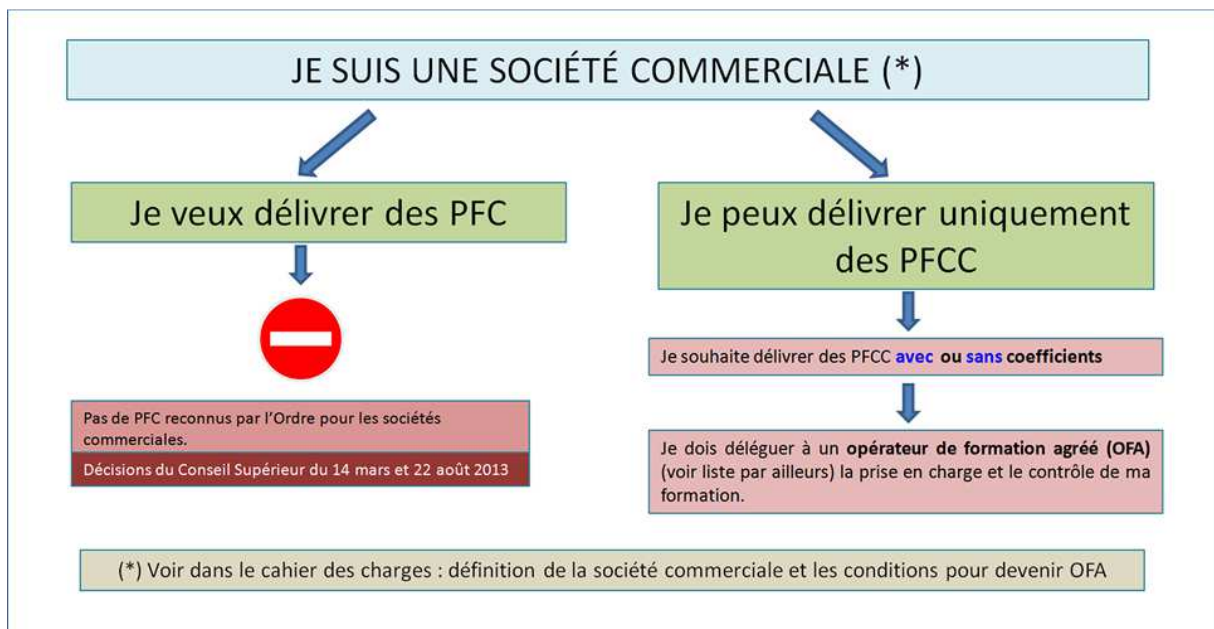 JE SUIS UNE SOCIÉTÉ COMMERCIALE (*)
Je veux délivrer des PFC
Pas de PFC reconnus par l'Ordre pour les sociétés
commerciales.
Décisions du Conseil Supérieur du 14 mars et 22 août 2013
Je peux délivrer uniquement
des PFCC
Je souhaite délivrer des PFCC avec ou sans coefficients
Je dois déléguer à un opérateur de formation agréé (OFA)
(voir liste par ailleurs) la prise en charge et le contrôle de ma
formation.
(*) Voir dans le cahier des charges : définition de la société commerciale et les conditions pour devenir OFA